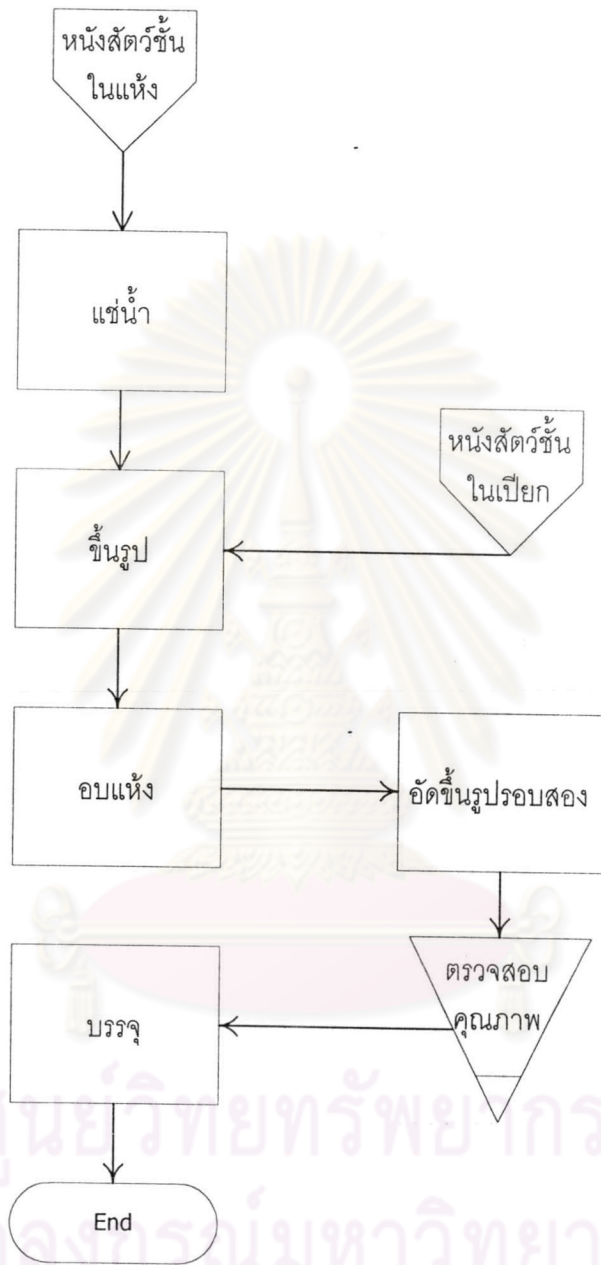 หนังสัตว์ชั้น
ในแห้ง
แช่น้ำ
หนังสัตว์ชั้น
ในเปียก
ขึ้นรูป
อบแห้ง
อัดขึ้นรูปรอบสอง
ตรวจสอบ
คุณภาพ
บรรจุ
End